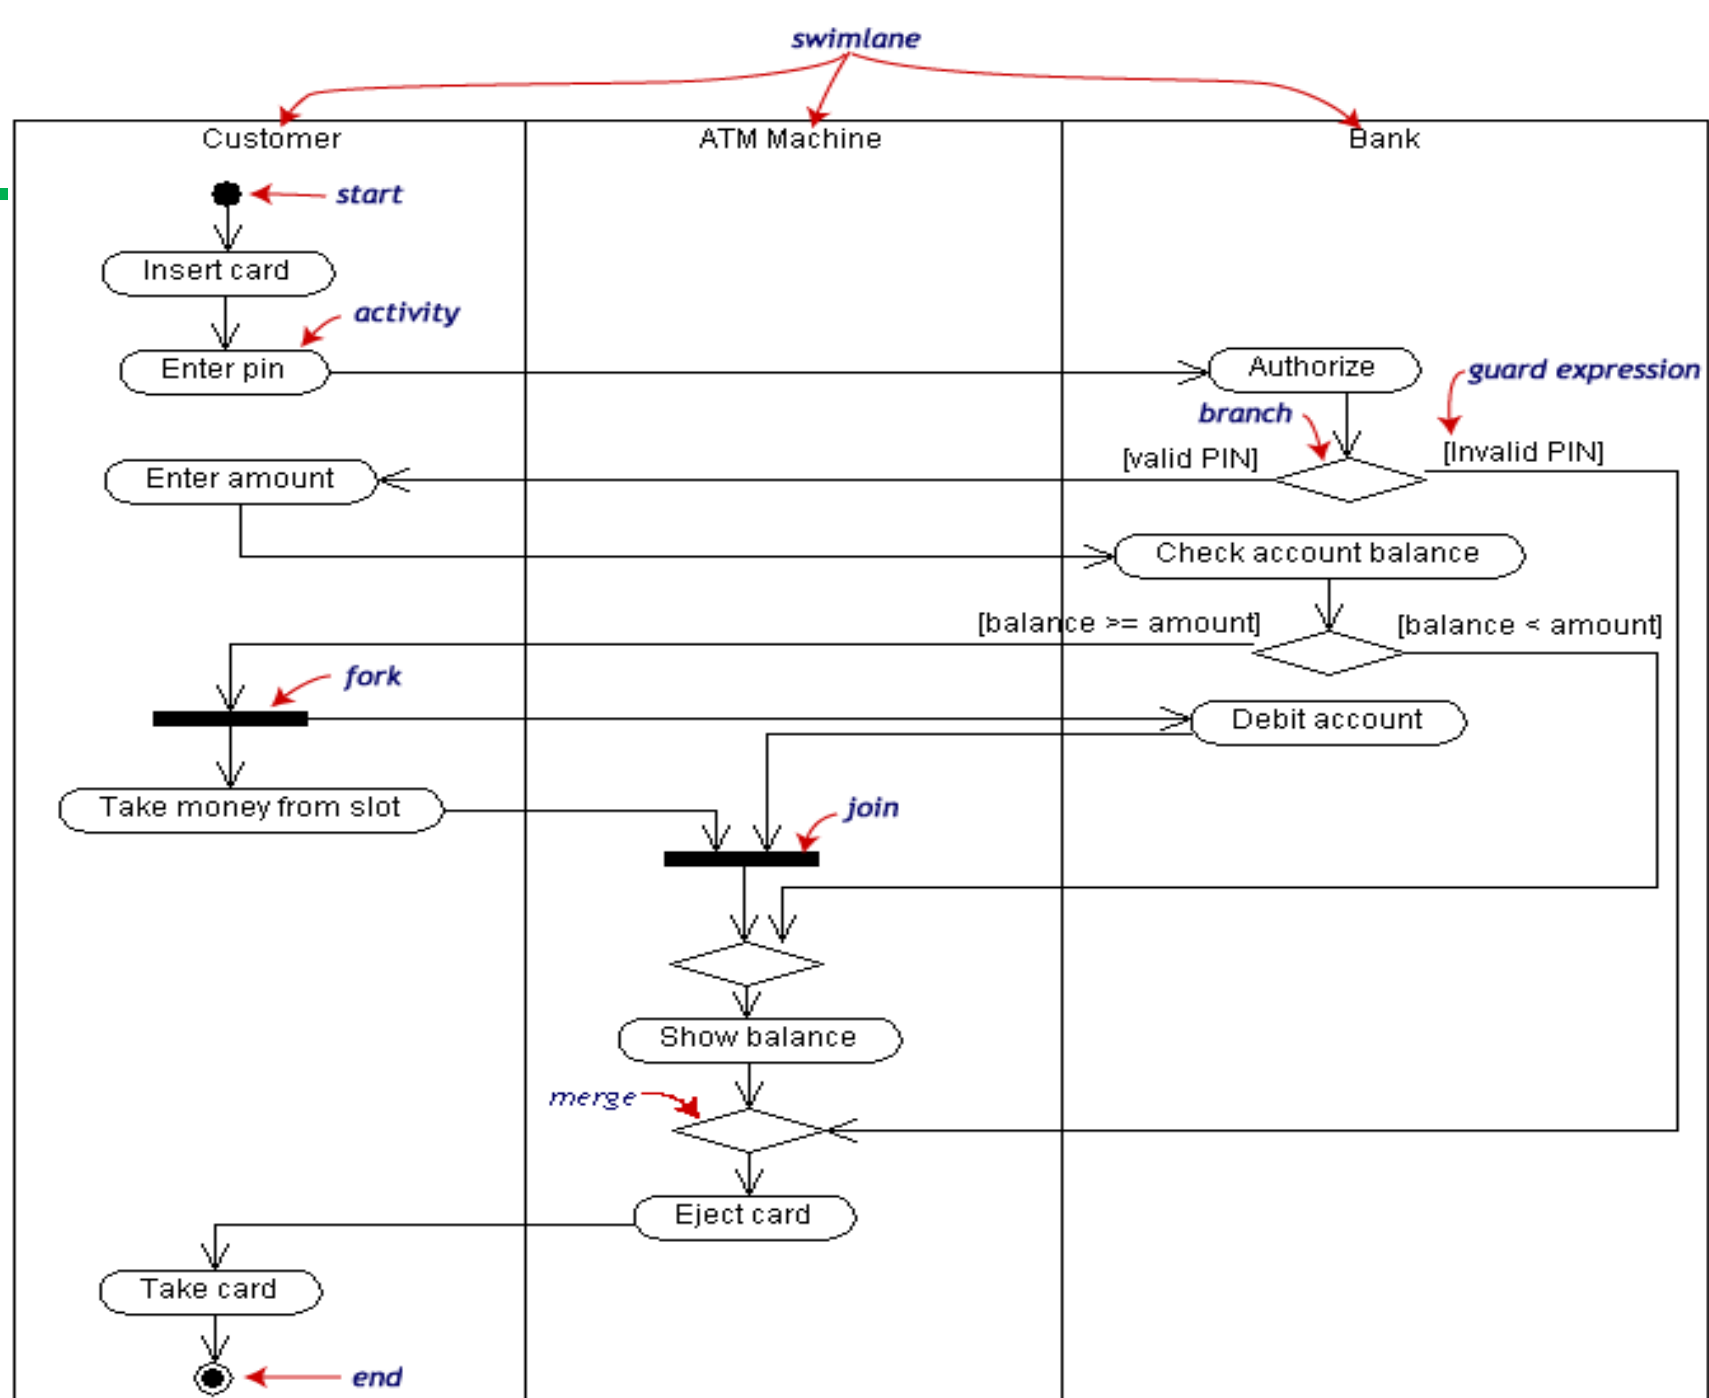 swimlane
Customer
ATM Machine
Bank
start
Insert card
activity
Enter pin
Authorize
guard expression
branch
[valid PIN]
[Invalid PIN]
Enter amount
Check account balance
[balance >= amount]
[balance < amount]
fork
Debit account
Take money from slot
join
Show balance
merge
Eject card
Take card
end